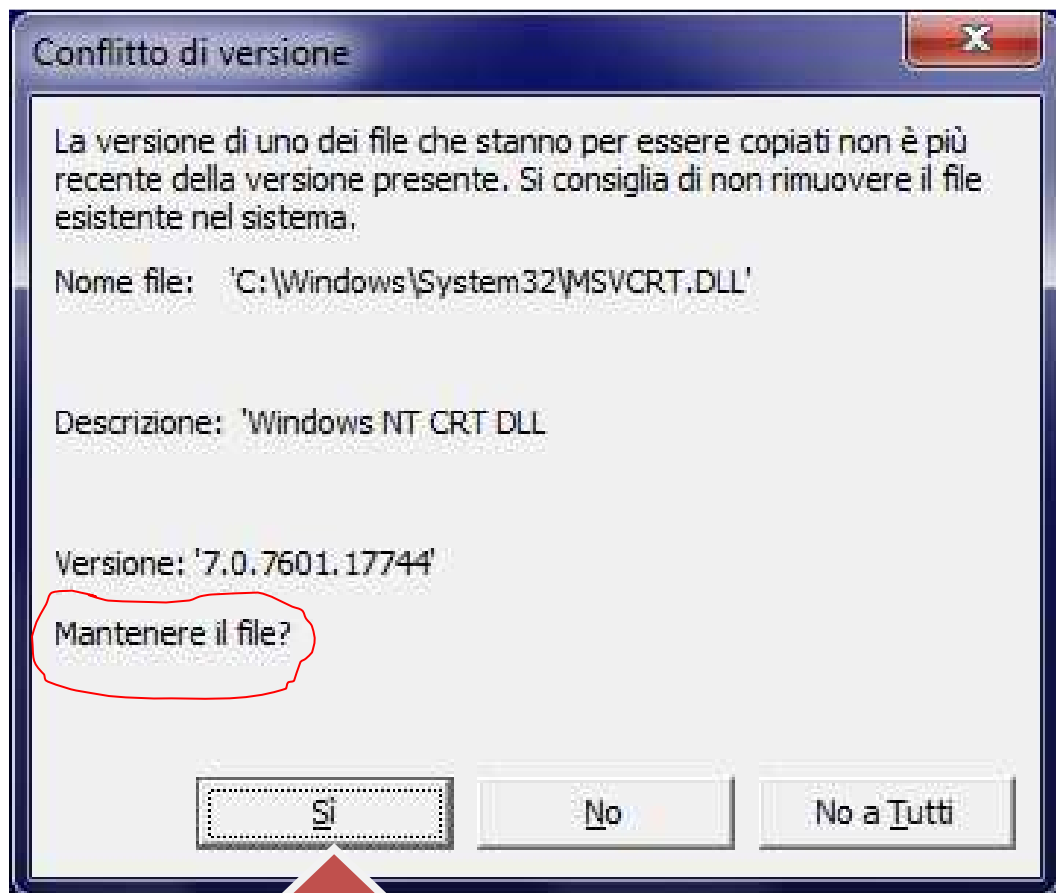 Conflitto di versione
La versione di uno dei file che stanno per essere copiati non è più
recente della versione presente. Si consiglia di non rimuovere il file
esistente nel sistema.
Nome file: 'C:\Windows\System32\MSVCRT.DLL'
Descrizione: 'Windows NT CRT DLL
Versione: '7.0.7601.17744'
Mantenere il file?
Sì
No
No a Tutti